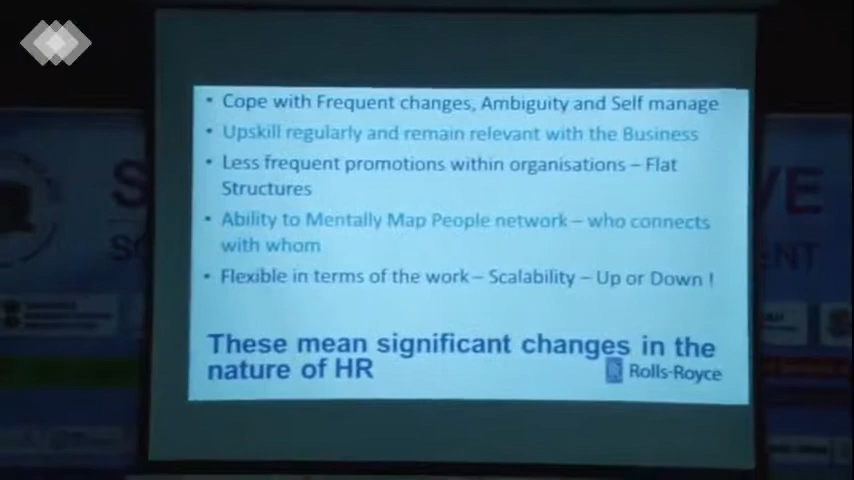 • Cope with Frequent changes, Ambiguity and Self manage
• Upskill regularly and remain relevant with the Business
• Less frequent promotions within organisations – Flat
Structures
• Ability to Mentally Map People network – who connects
with whom
• Flexible in terms of the work – Scalability – Up or Down !
These mean significant changes in the
nature of HR
Rolls-Royce